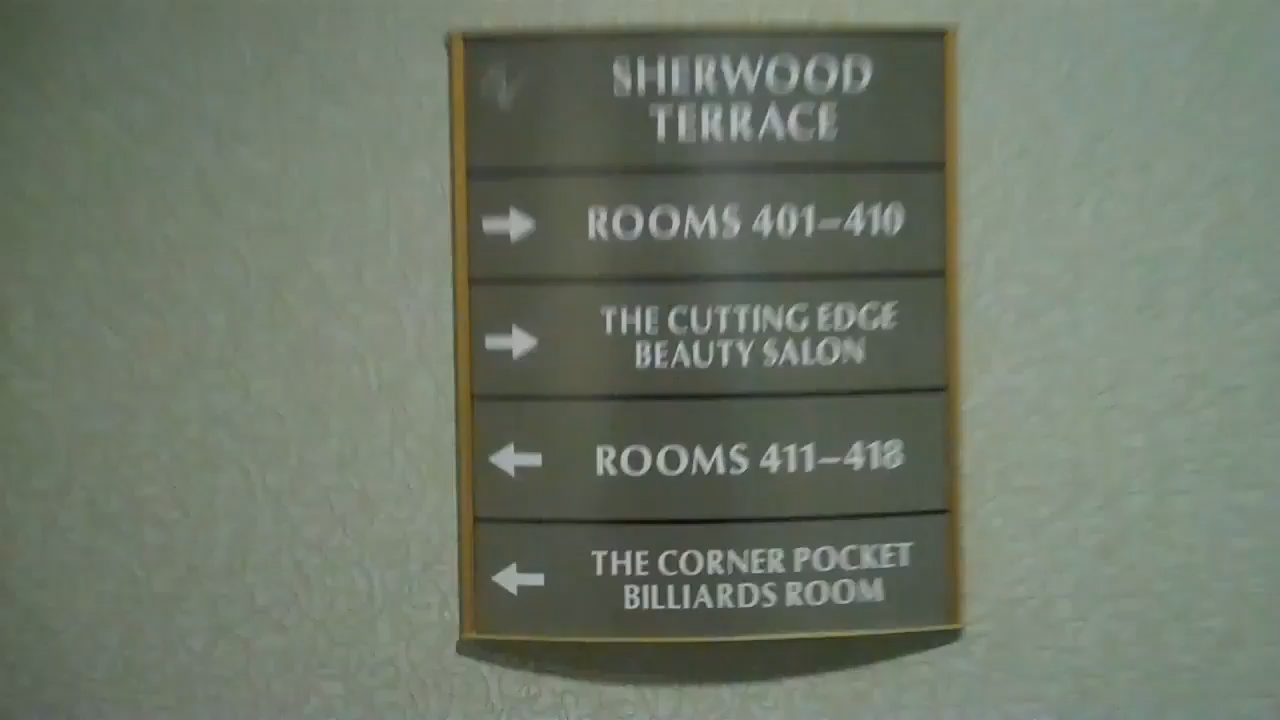 SHERWOOD
TERRACE
ROOMS 401–410
THE CUTTING EDGE
BEAUTY SALON
ROOMS 411–418
THE CORNER POCKET
BILLIARDS ROOM